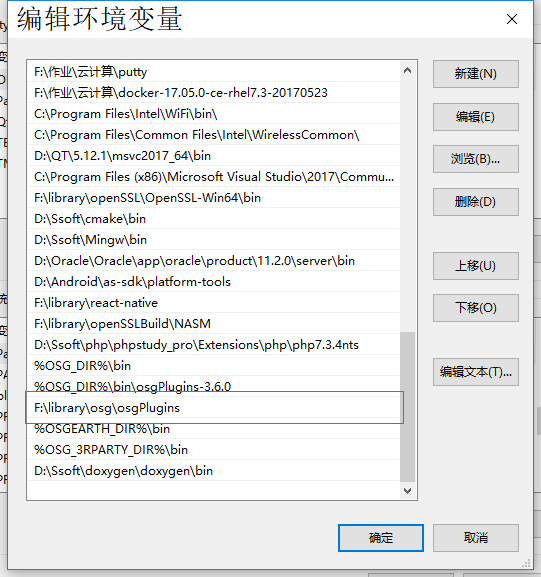 编辑环境变量
F:\作业\云计算\putty
F:\作业\云计算\docker-17.05.0-ce-rhel7.3-20170523
C:\Program Files\Intel\WiFi\bin\
C:\Program Files\Common Files\Intel\WirelessCommon\
D:\QT\5.12.1\msvc2017_64\bin
C:\Program Files (x86)\Microsoft Visual Studio\2017\Commu...
F:\library\openSSL\OpenSSL-Win64\bin
D:\Ssoft\cmake\bin
D:\Ssoft\Mingw\bin
D:\Oracle\Oracle\app\oracle\product\11.2.0\server\bin
D:\Android\as-sdk\platform-tools
F:\library\react-native
F:\library\openSSLBuild\NASM
D:\Ssoft\php\phpstudy_pro\Extensions\php\php7.3.4nts
%OSG_DIR%\bin
%OSG_DIR%\bin\osgPlugins-3.6.0
F:\library\osg\osgPlugins
%OSGEARTH_DIR%\bin
%OSG_3RPARTY_DIR%\bin
D:\Ssoft\doxygen\doxygen\bin
新建(N)
编辑(E)
浏览(B)...
删除(D)
上移(U)
下移(O)
编辑文本(T)...
确定
取消